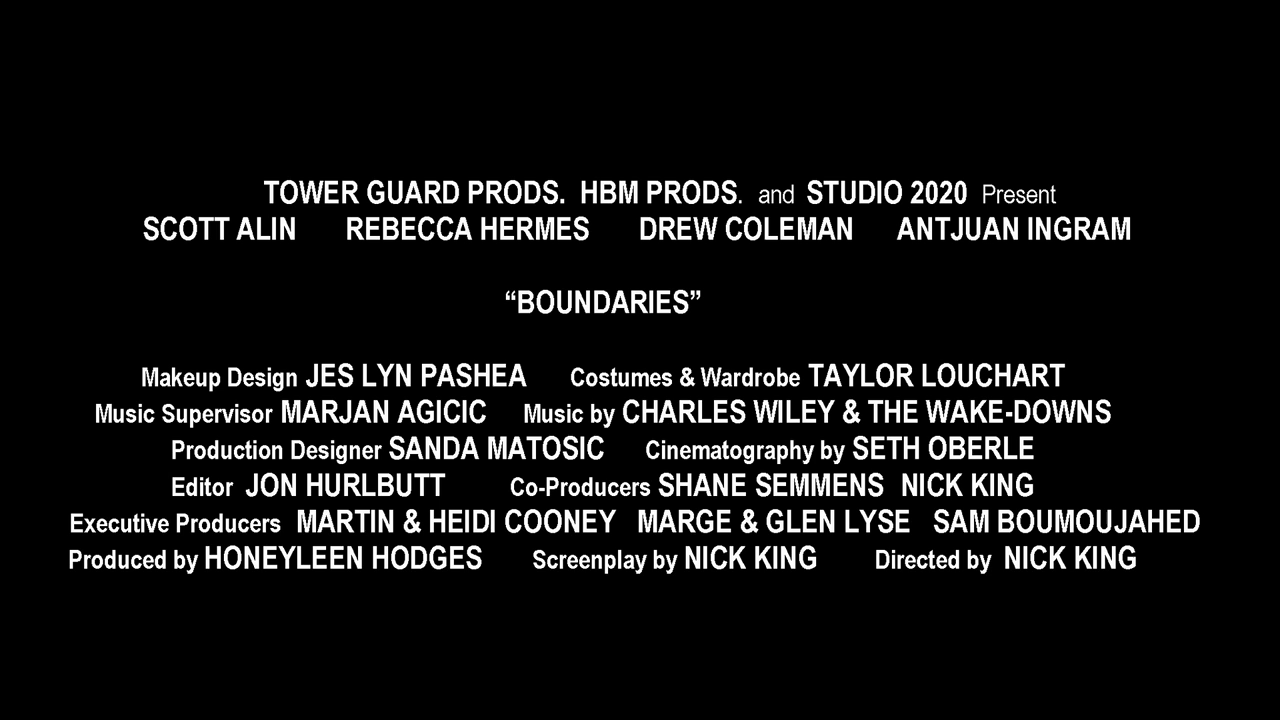 TOWER GUARD PRODS. HBM PRODS. and STUDIO 2020 Present
SCOTT ALIN REBECCA HERMES DREW COLEMAN ANTJUAN INGRAM
“BOUNDARIES”
Makeup Design JES LYN PASHEA Costumes & Wardrobe TAYLOR LOUCHART
Music Supervisor MARJAN AGICIC Music by CHARLES WILEY & THE WAKE-DOWNS
Production Designer SANDA MATOSIC Cinematography by SETH OBERLE
Editor JON HURLBUTT Co-Producers SHANE SEMMENS NICK KING
Executive Producers MARTIN & HEIDI COONEY MARGE & GLEN LYSE SAM BOUMOUJAHED
Produced by HONEYLEEN HODGES Screenplay by NICK KING Directed by NICK KING